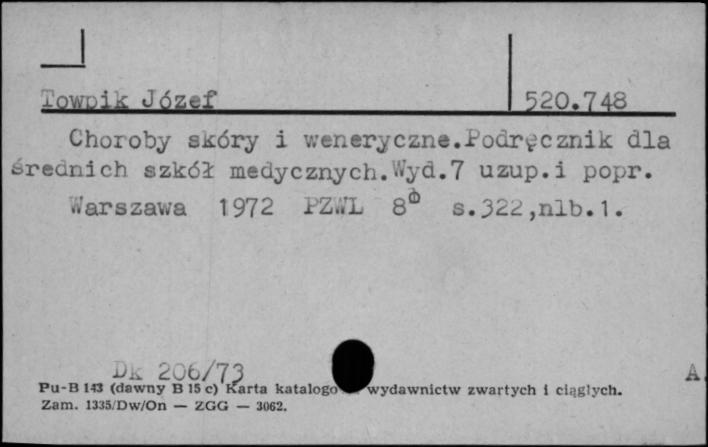 Towpik Józef 520.748
Choroby skóry i weneryczne.Podręcznik dla
średnich szkół medycznych.Wyd.7 uzup.i popr.
Warszawa 1972 PZWL 8° s.322,nlb.1.
Dk 206/73 A.
Pu-B 143 (dawny B 15 c) Karta katalogo wydawnictw zwartych i ciągłych.
Zam. 1335/Dw/On — ZGG — 3062.